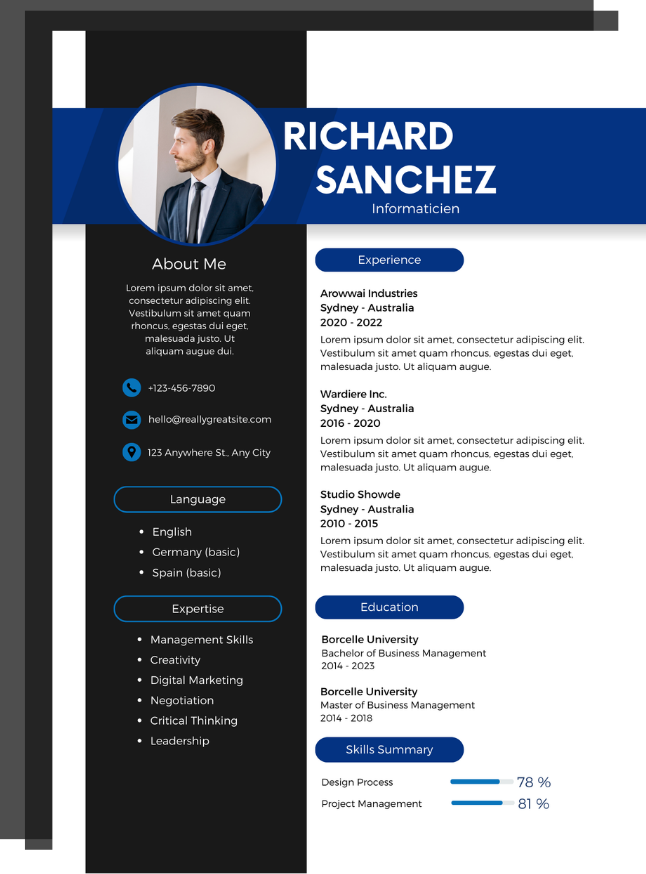 RICHARD
SANCHEZ
Informaticien
About Me
Lorem ipsum dolor sit amet,
consectetur adipiscing elit.
Vestibulum sit amet quam
rhoncus, egestas dui eget,
malesuada justo. Ut
aliquam augue dui.
+123-456-7890
hello@reallygreatsite.com
123 Anywhere St., Any City
Language
• English
• Germany (basic)
• Spain (basic)
Expertise
• Management Skills
• Creativity
• Digital Marketing
• Negotiation
• Critical Thinking
• Leadership
Experience
Arowwai Industries
Sydney - Australia
2020 - 2022
Lorem ipsum dolor sit amet, consectetur adipiscing elit.
Vestibulum sit amet quam rhoncus, egestas dui eget,
malesuada justo. Ut aliquam augue.
Wardiere Inc.
Sydney - Australia
2016 - 2020
Lorem ipsum dolor sit amet, consectetur adipiscing elit.
Vestibulum sit amet quam rhoncus, egestas dui eget,
malesuada justo. Ut aliquam augue.
Studio Showde
Sydney - Australia
2010 - 2015
Lorem ipsum dolor sit amet, consectetur adipiscing elit.
Vestibulum sit amet quam rhoncus, egestas dui eget,
malesuada justo. Ut aliquam augue.
Education
Borcelle University
Bachelor of Business Management
2014 - 2023
Borcelle University
Master of Business Management
2014 - 2018
Skills Summary
Design Process 78 %
Project Management 81 %